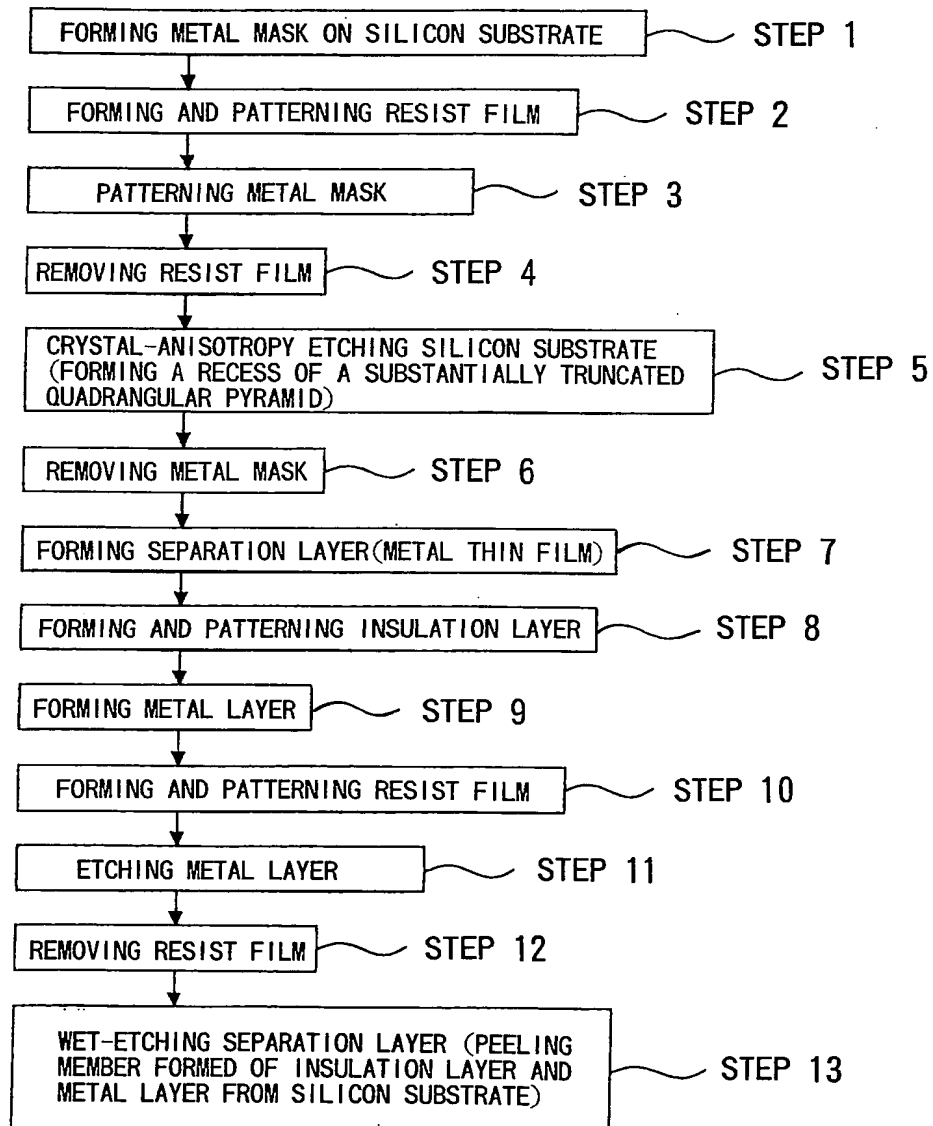 FORMING METAL MASK ON SILICON SUBSTRATE STEP 1
FORMING AND PATTERNING RESIST FILM STEP 2
PATTERNING METAL MASK STEP 3
REMOVING RESIST FILM STEP 4
CRYSTAL-ANISOTROPY ETCHING SILICON SUBSTRATE
(FORMING A RECESS OF A SUBSTANTIALLY TRUNCATED
QUADRANGULAR PYRAMID)
STEP 5
REMOVING METAL MASK STEP 6
FORMING SEPARATION LAYER(METAL THIN FILM) STEP 7
FORMING AND PATTERNING INSULATION LAYER STEP 8
FORMING METAL LAYER STEP 9
FORMING AND PATTERNING RESIST FILM STEP 10
ETCHING METAL LAYER STEP 11
REMOVING RESIST FILM STEP 12
WET-ETCHING SEPARATION LAYER (PEELING
MEMBER FORMED OF INSULATION LAYER AND
METAL LAYER FROM SILICON SUBSTRATE)
STEP 13